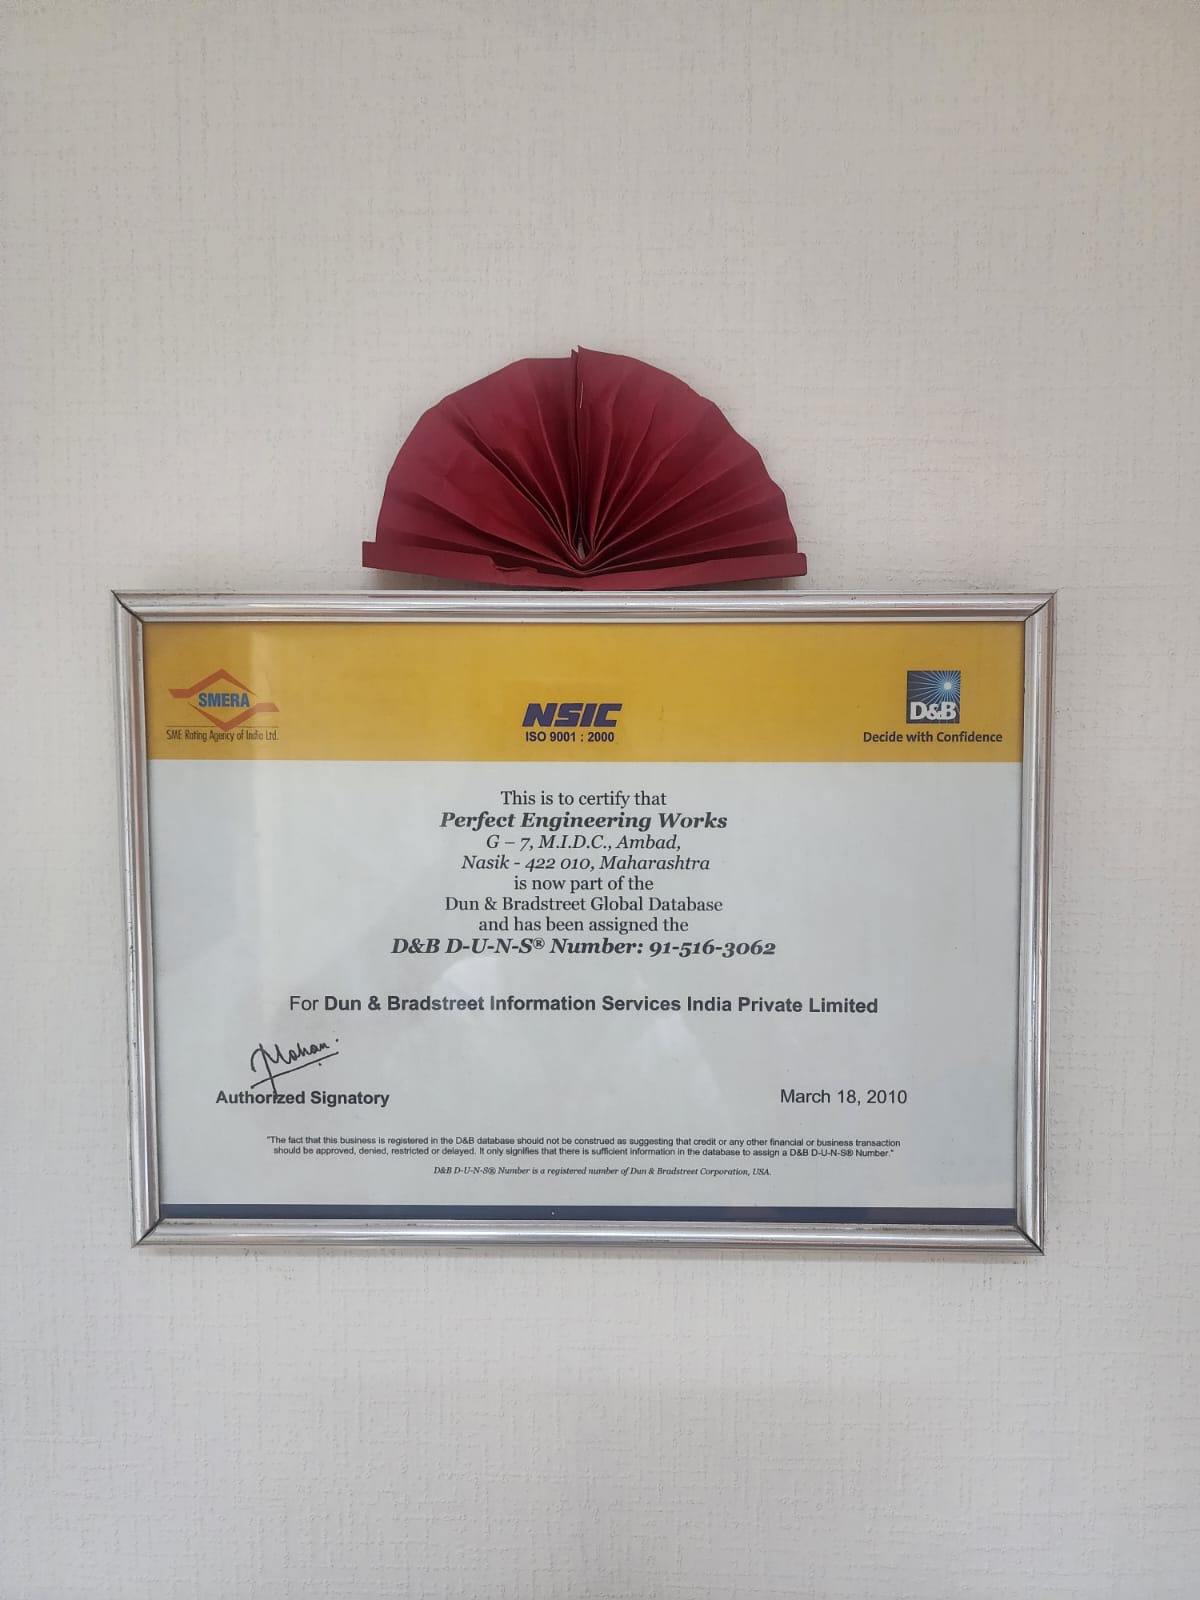 SMERA
SME Rating Agency of India Ltd.
NSIC
ISO 9001 : 2000
D&B
Decide with Confidence
This is to certify that
Perfect Engineering Works
G – 7, M.I.D.C., Ambad,
Nasik - 422 010, Maharashtra
is now part of the
Dun & Bradstreet Global Database
and has been assigned the
D&B D-U-N-S® Number: 91-516-3062
For Dun & Bradstreet Information Services India Private Limited
Mohan
Authorized Signatory
March 18, 2010
"The fact that this business is registered in the D&B database should not be construed as suggesting that credit or any other financial or business transaction
should be approved, denied, restricted or delayed. It only signifies that there is sufficient information in the database to assign a D&B D-U-N-S® Number."
D&B D-U-N-S® Number is a registered number of Dun & Bradstreet Corporation, USA.